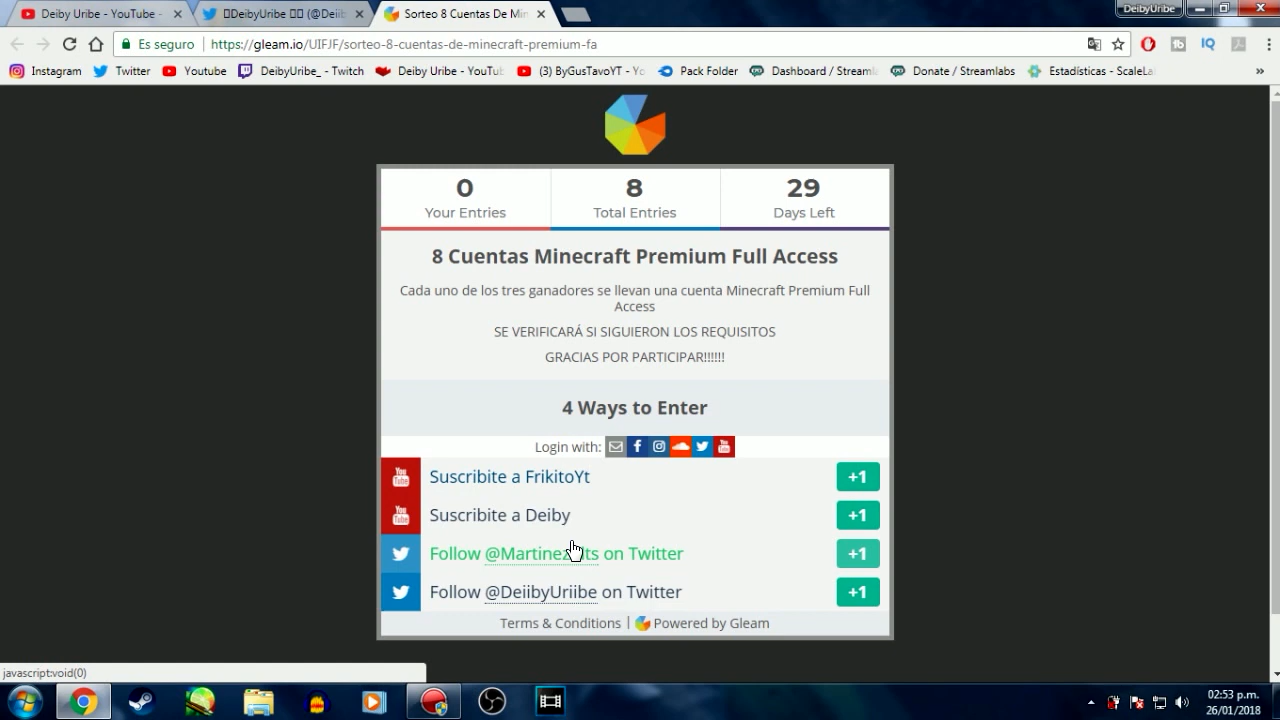 Deiby Uribe - YouTube -
DeibyUribe
(@Deiib
Sorteo 8 Cuentas De Min
DeibyUribe
Es seguro
https://gleam.io/UIFJF/sorteo-8-cuentas-de-minecraft-premium-fa
Instagram
Twitter
Youtube
DeibyUribe_ - Twitch
Deiby Uribe - YouTu
(3) ByGusTavoYT - Yo
Pack Folder
Dashboard / Streaml
Donate / Streamlabs
Estadísticas - ScaleLa
»
0
8
29
Your Entries
Total Entries
Days Left
8 Cuentas Minecraft Premium Full Access
Cada uno de los tres ganadores se llevan una cuenta Minecraft Premium Full
Access
SE VERIFICARÁ SI SIGUIERON LOS REQUISITOS
GRACIAS POR PARTICIPAR!!!!!!
4 Ways to Enter
Login with:
Suscribite a FrikitoYt
+1
Suscribite a Deiby
+1
Follow on Twitter
+1
Follow @DeiibyUriibe on Twitter
+1
Terms & Conditions | Powered by Gleam
javascript:void(0)
02:53 p.m.
26/01/2018